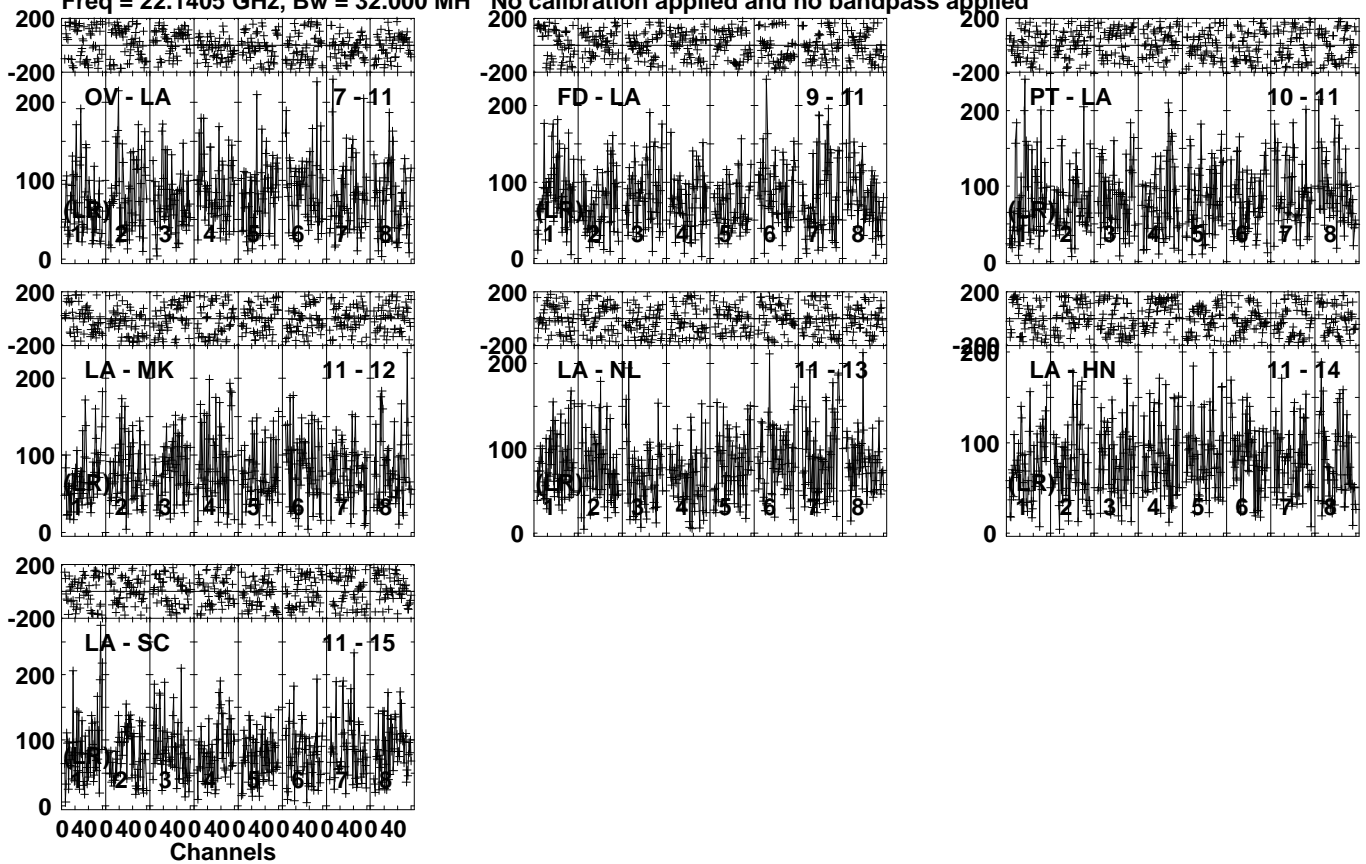 Freq = 22.1405 GHz, Bw = 32.000 MH No calibration applied and no bandpass applied
200
-200
OV - LA 7 - 11
200
100
0
(LR)
1 2 3 4 5 6 7 8
200
-200
FD - LA 9 - 11
200
100
0
(LR)
1 2 3 4 5 6 7 8
200
-200
PT - LA 10 - 11
200
100
0
(LR)
1 2 3 4 5 6 7 8
200
-200
LA - MK 11 - 12
200
100
0
(LR)
1 2 3 4 5 6 7 8
200
-200
LA - NL 11 - 13
200
100
0
(LR)
1 2 3 4 5 6 7 8
200
-200
LA - HN 11 - 14
200
100
0
(LR)
1 2 3 4 5 6 7 8
200
-200
LA - SC 11 - 15
200
100
0
(LR)
1 2 3 4 5 6 7 8
0 40 0 40 0 40 0 40 0 40 0 40 0 40 0 40
Channels